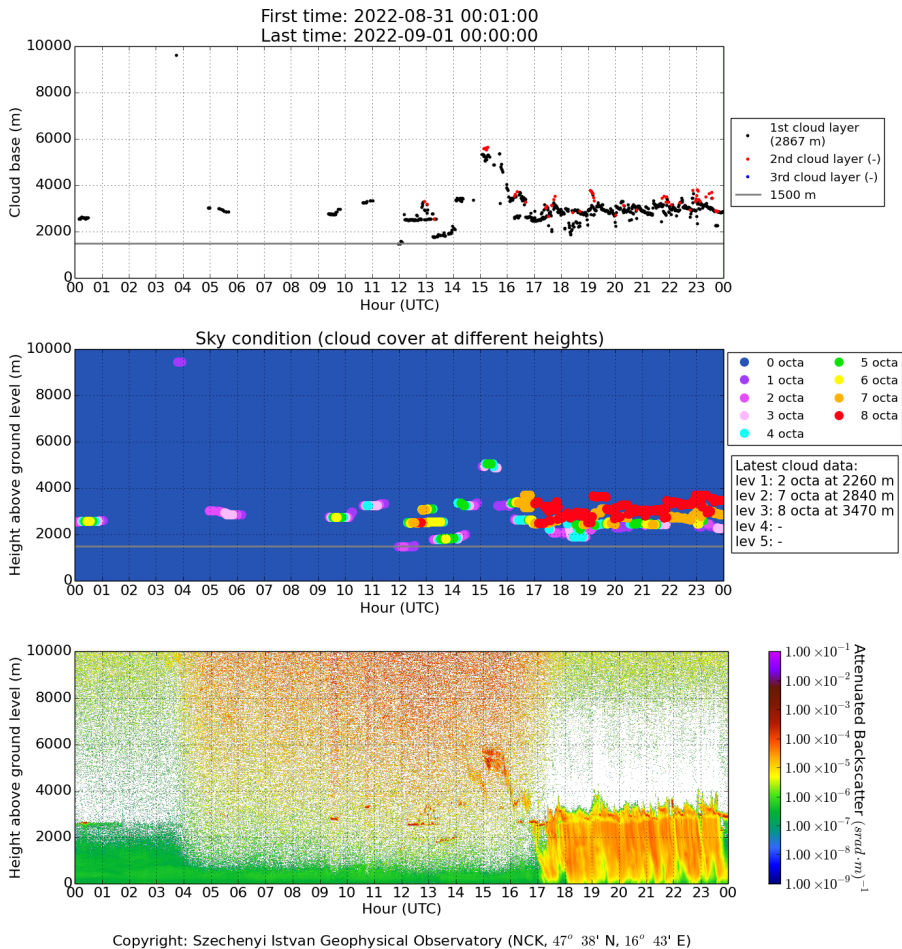 First time: 2022-08-31 00:01:00
Last time: 2022-09-01 00:00:00
10000
8000
6000
4000
2000
0
Cloud base (m)
00 01 02 03 04 05 06 07 08 09 10 11 12 13 14 15 16 17 18 19 20 21 22 23 00
Hour (UTC)
1st cloud layer
(2867 m)
2nd cloud layer (-)
3rd cloud layer (-)
1500 m
Sky condition (cloud cover at different heights)
10000
8000
6000
4000
2000
0
Height above ground level (m)
00 01 02 03 04 05 06 07 08 09 10 11 12 13 14 15 16 17 18 19 20 21 22 23 00
Hour (UTC)
0 octa
1 octa
2 octa
3 octa
4 octa
5 octa
6 octa
7 octa
8 octa
Latest cloud data:
lev 1: 2 octa at 2260 m
lev 2: 7 octa at 2840 m
lev 3: 8 octa at 3470 m
lev 4: -
lev 5: -
10000
8000
6000
4000
2000
0
Height above ground level (m)
00 01 02 03 04 05 06 07 08 09 10 11 12 13 14 15 16 17 18 19 20 21 22 23 00
Hour (UTC)
1.00 ×10⁻¹
1.00 ×10⁻²
1.00 ×10⁻³
1.00 ×10⁻⁴
1.00 ×10⁻⁵
1.00 ×10⁻⁶
1.00 ×10⁻⁷
1.00 ×10⁻⁸
1.00 ×10⁻⁹
Attenuated Backscatter (srad·m)⁻¹
Copyright: Szechenyi Istvan Geophysical Observatory (NCK, 47° 38' N, 16° 43' E)